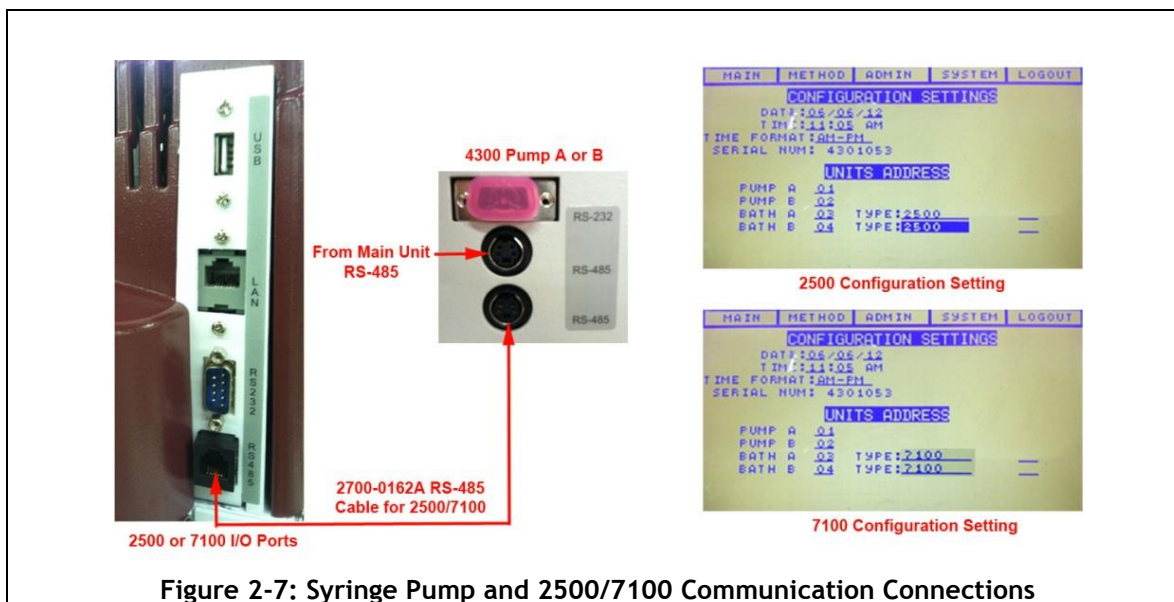 USB
LAN
RS232
RS485
2500 or 7100 I/O Ports
4300 Pump A or B
RS-232
From Main Unit
RS-485
RS-485
RS-485
2700-0162A RS-485
Cable for 2500/7100
MAIN METHOD ADMIN SYSTEM LOGOUT
CONFIGURATION SETTINGS
DATE:06/06/12
TIME:11:05 AM
TIME FORMAT:AM-PM
SERIAL NUM: 4301053
UNITS ADDRESS
PUMP A 01
PUMP B 02
BATH A 03 TYPE:2500
BATH B 04 TYPE:2500
2500 Configuration Setting
MAIN METHOD ADMIN SYSTEM LOGOUT
CONFIGURATION SETTINGS
DATE:06/06/12
TIME:11:05 AM
TIME FORMAT:AM-PM
SERIAL NUM: 4301053
UNITS ADDRESS
PUMP A 01
PUMP B 02
BATH A 03 TYPE:7100
BATH B 04 TYPE:7100
7100 Configuration Setting
Figure 2-7: Syringe Pump and 2500/7100 Communication Connections